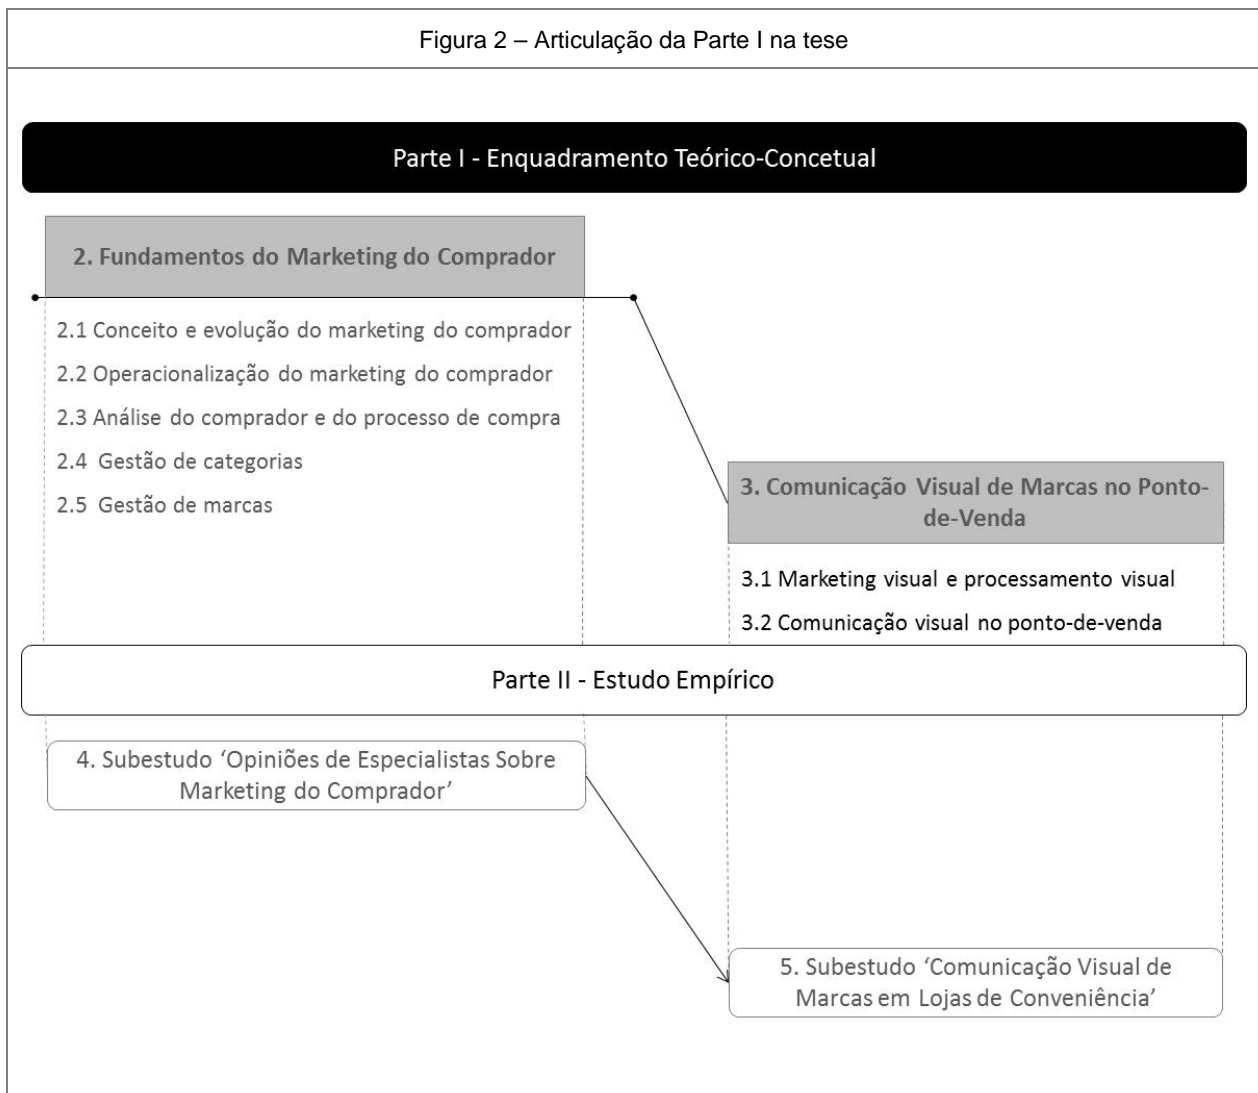 Figura 2 – Articulação da Parte I na tese
Parte I - Enquadramento Teórico-Concetual
2. Fundamentos do Marketing do Comprador
2.1 Conceito e evolução do marketing do comprador
2.2 Operacionalização do marketing do comprador
2.3 Análise do comprador e do processo de compra
2.4 Gestão de categorias
2.5 Gestão de marcas
3. Comunicação Visual de Marcas no Ponto-
de-Venda
3.1 Marketing visual e processamento visual
3.2 Comunicação visual no ponto-de-venda
Parte II - Estudo Empírico
4. Subestudo ‘Opiniões de Especialistas Sobre
Marketing do Comprador’
5. Subestudo ‘Comunicação Visual de
Marcas em Lojas de Conveniência’